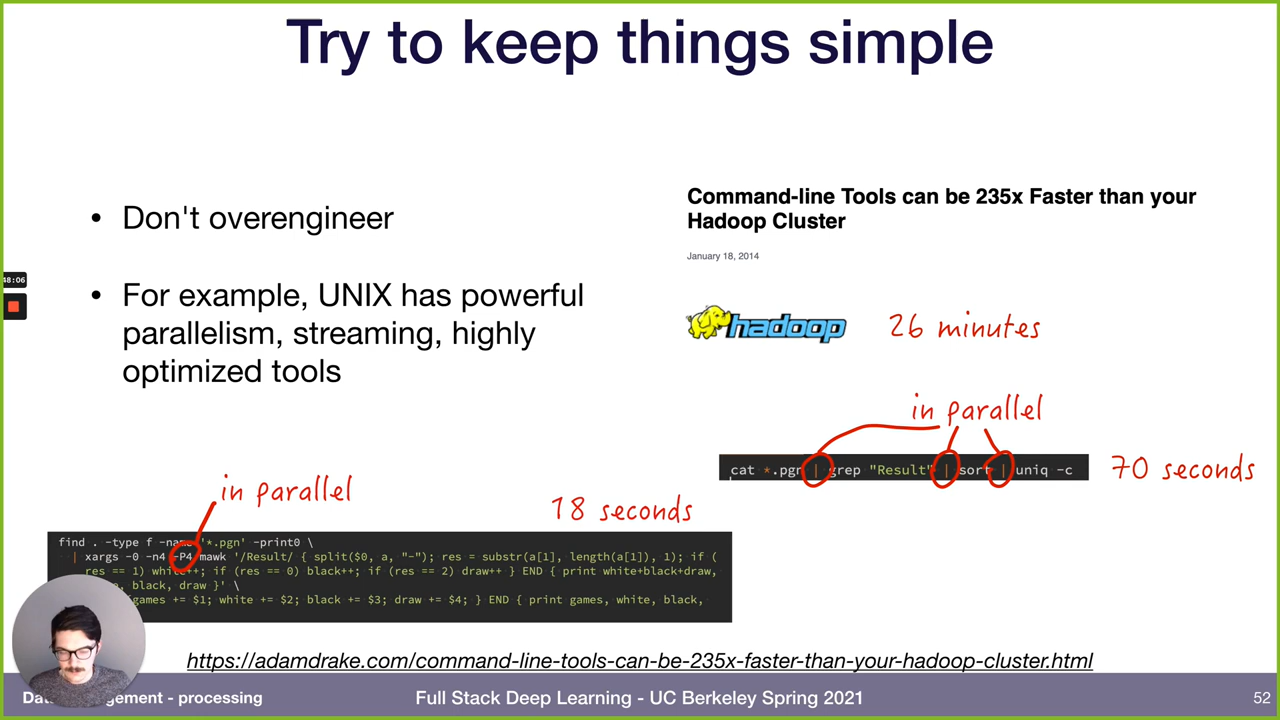 Try to keep things simple
• Don't overengineer
• For example, UNIX has powerful
parallelism, streaming, highly
optimized tools
Command-line Tools can be 235x Faster than your
Hadoop Cluster
January 18, 2014
hadoop
26 minutes
in parallel
cat *.pgn | grep "Result" | sort | uniq -c
70 seconds
in parallel
18 seconds
find . -type f -name '*.pgn' -print0 \
| xargs -0 -n4 -P4 mawk '/Result/ { split($0, a, "-"); res = substr(a[1], length(a[1]), 1); if (
res == 1) white++; if (res == 0) black++; if (res == 2) draw++ } END { print white+black+draw,
, black, draw }' \
games += $1; white += $2; black += $3; draw += $4; } END { print games, white, black,
https://adamdrake.com/command-line-tools-can-be-235x-faster-than-your-hadoop-cluster.html
48:06
Data Management - processing
Full Stack Deep Learning - UC Berkeley Spring 2021
52